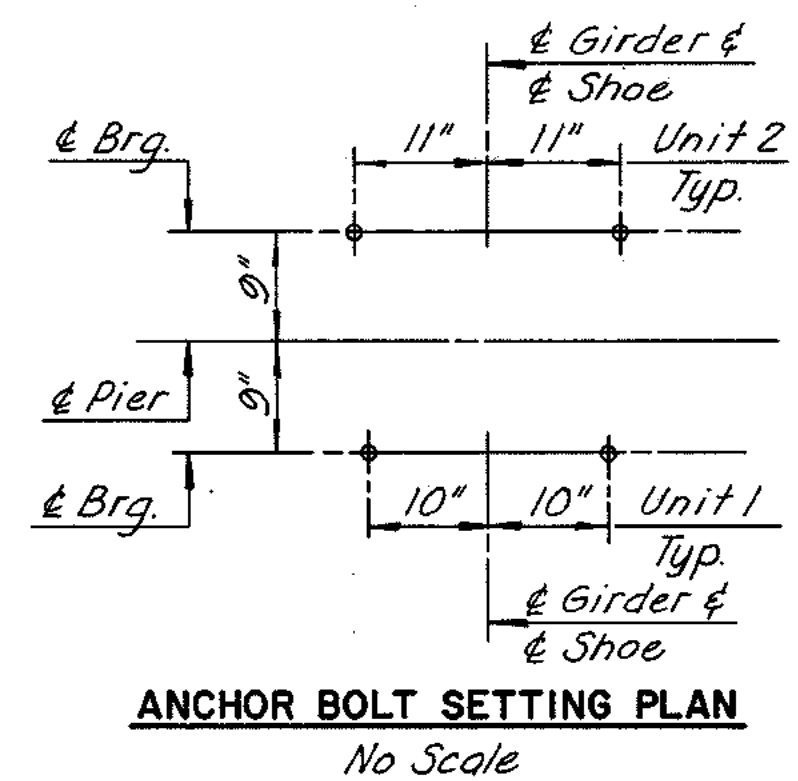 ℄ Girder &
℄ Shoe
℄ Brg.
11" 11" Unit 2
Typ.
9"
℄ Pier
9"
℄ Brg.
10" 10" Unit 1
Typ.
℄ Girder &
℄ Shoe
ANCHOR BOLT SETTING PLAN
No Scale